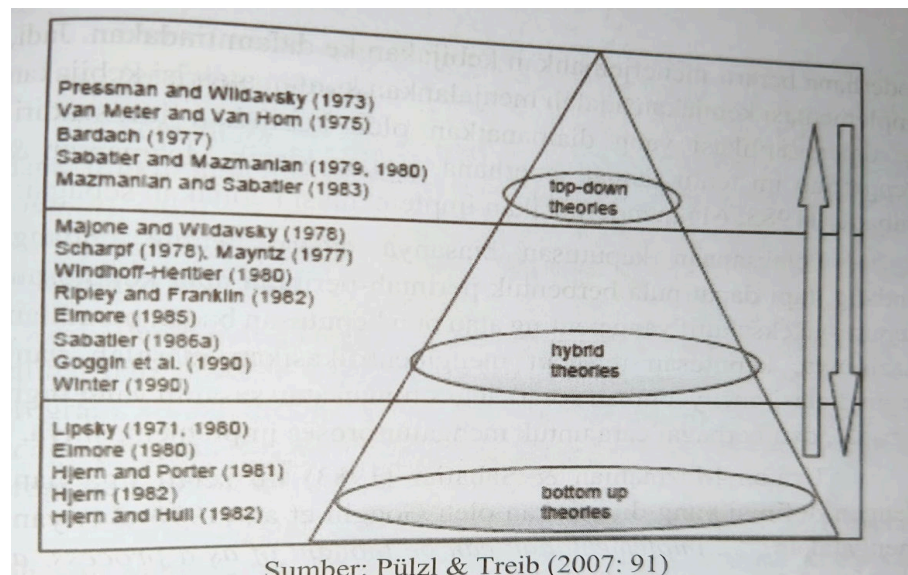 Pressman and Wildavsky (1973)
Van Meter and Van Horn (1975)
Bardach (1977)
Sabatier and Mazmanian (1979, 1980)
Mazmanian and Sabatier (1983)
top-down
theories
Majone and Wildavsky (1978)
Scharpf (1978), Mayntz (1977)
Windhoff-Heritier (1980)
Ripley and Franklin (1982)
Elmore (1985)
Sabatier (1986a)
Goggin et al. (1990)
Winter (1990)
hybrid
theories
Lipsky (1971, 1980)
Elmore (1980)
Hjern and Porter (1981)
Hjern (1982)
Hjern and Hull (1982)
bottom up
theories
Sumber: Pülzl & Treib (2007: 91)